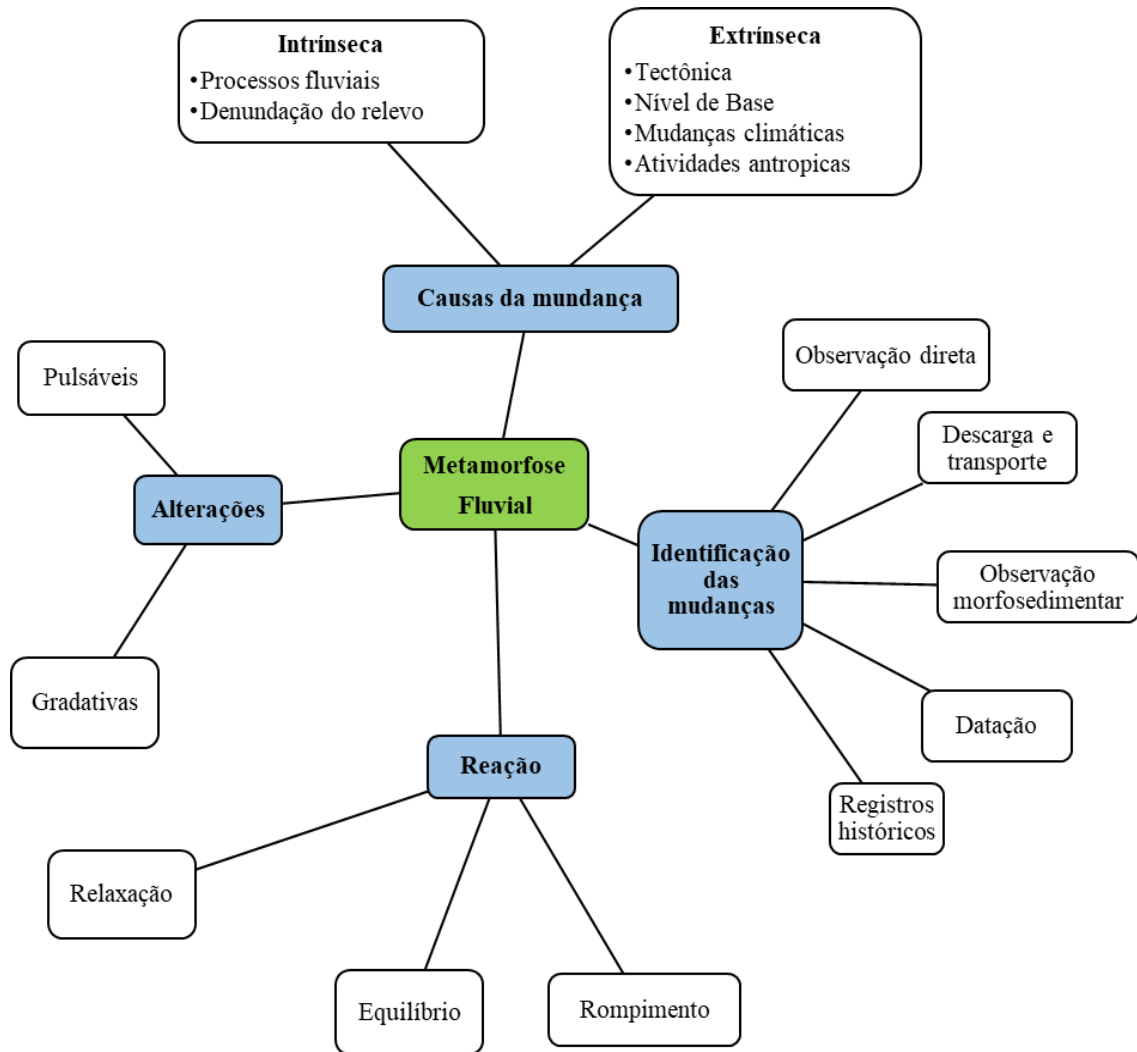 Intrínseca
•Processos fluviais
•Denundação do relevo
Extrínseca
•Tectônica
•Nível de Base
•Mudanças climáticas
•Atividades antropicas
Causas da mundança
Observação direta
Pulsáveis
Descarga e
transporte
Metamorfose
Fluvial
Alterações
Identificação
das
mudanças
Observação
morfosedimentar
Gradativas
Datação
Reação
Registros
históricos
Relaxação
Equilíbrio
Rompimento